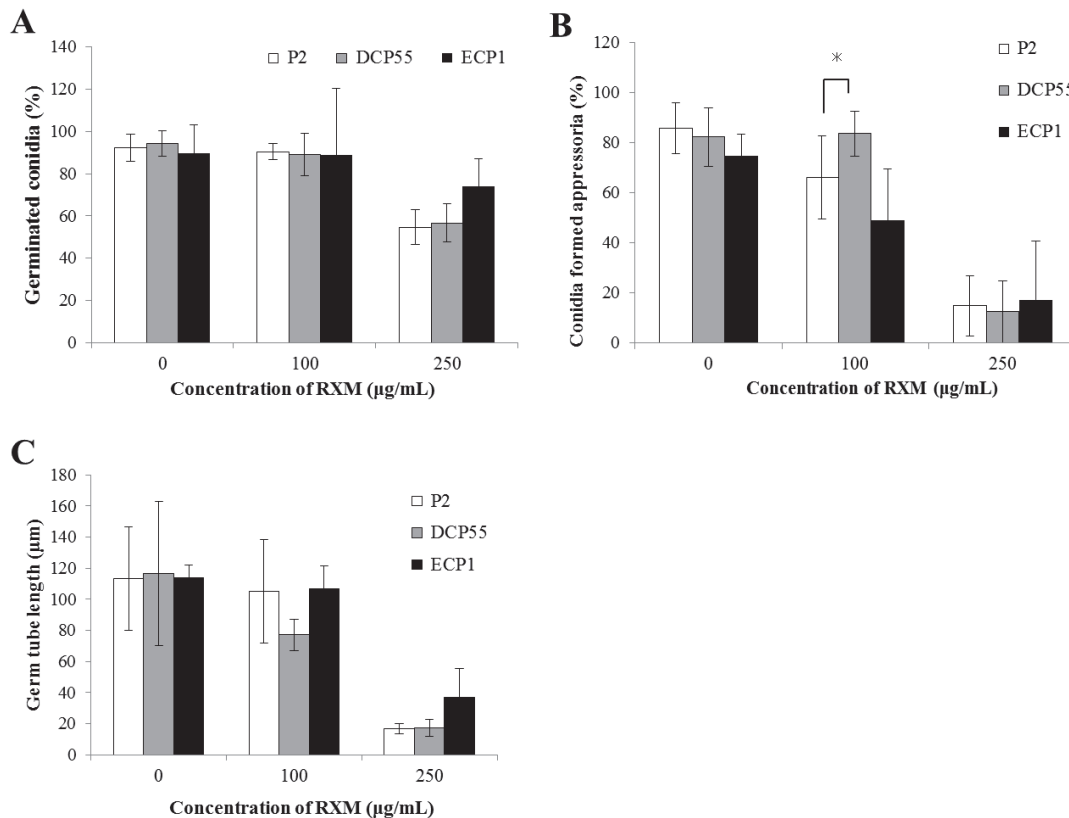 A
140
120
100
80
60
40
20
0
Germinated conidia (%)
P2 DCP55 ECP1
0 100 250
Concentration of RXM (µg/mL)
B
120
100
80
60
40
20
0
Conidia formed appressoria (%)
*
P2
DCP55
ECP1
0 100 250
Concentration of RXM (µg/mL)
C
180
160
140
120
100
80
60
40
20
0
Germ tube length (µm)
P2
DCP55
ECP1
0 100 250
Concentration of RXM (µg/mL)